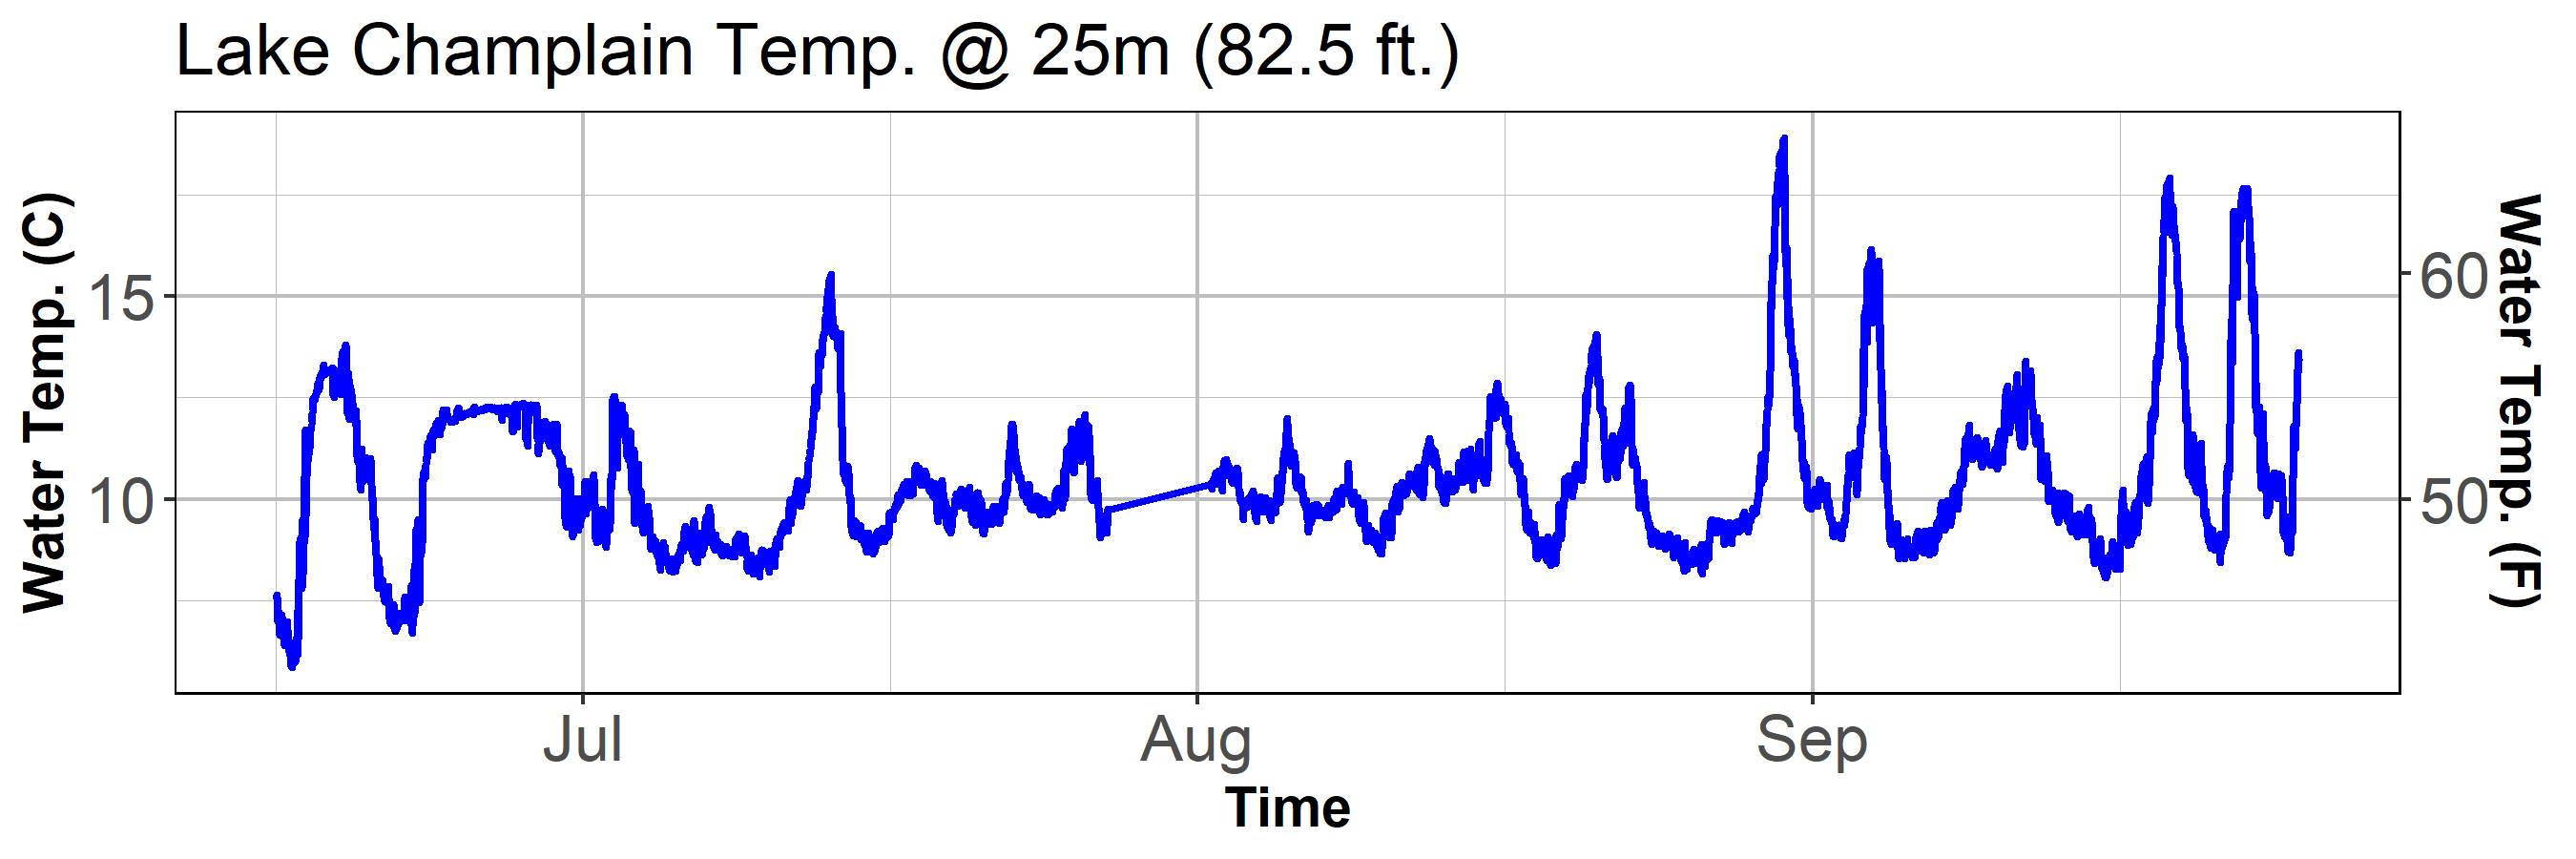 Lake Champlain Temp. @ 25m (82.5 ft.)
Water Temp. (C)
15
10
60
50
Water Temp. (F)
Jul
Aug
Sep
Time